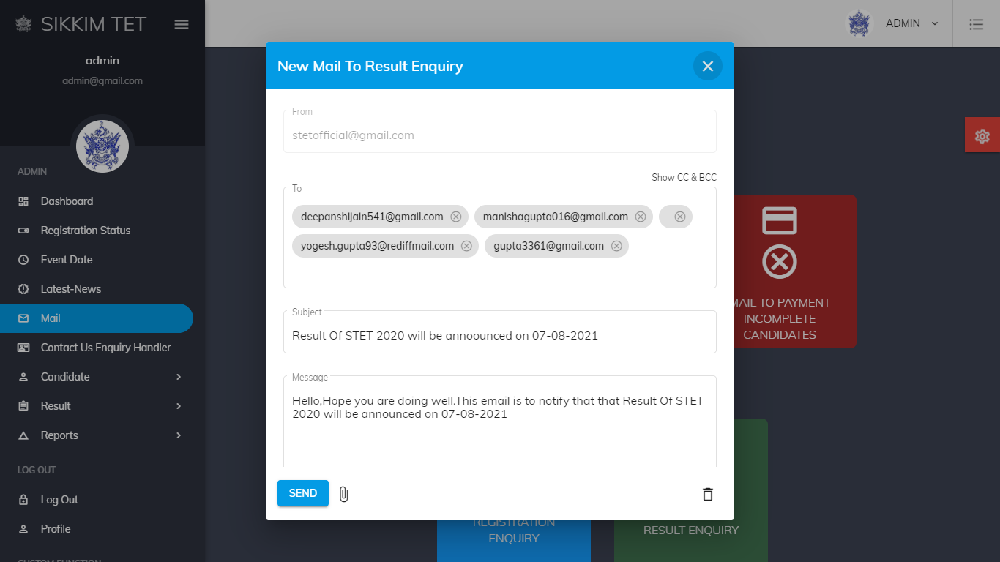 SIKKIM TET
admin
admin@gmail.com
ADMIN
Dashboard
Registration Status
Event Date
Latest-News
Mail
Contact Us Enquiry Handler
Candidate
Result
Reports
LOG OUT
Log Out
Profile
CUSTOM FUNCTION
ADMIN
New Mail To Result Enquiry
From
stetofficial@gmail.com
Show CC & BCC
To
deepanshijain541@gmail.com manishagupta016@gmail.com
yogesh.gupta93@rediffmail.com gupta3361@gmail.com
Subject
Result Of STET 2020 will be annoounced on 07-08-2021
Message
Hello,Hope you are doing well.This email is to notify that that Result Of STET
2020 will be announced on 07-08-2021
SEND
MAIL TO PAYMENT
INCOMPLETE
CANDIDATES
REGISTRATION
ENQUIRY
RESULT ENQUIRY